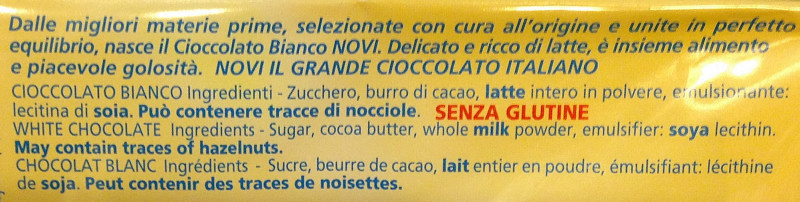 Dalle migliori materie prime, selezionate con cura all'origine e unite in perfetto
equilibrio, nasce il Cioccolato Bianco NOVI. Delicato e ricco di latte, è insieme alimento
e piacevole golosità. NOVI IL GRANDE CIOCCOLATO ITALIANO
CIOCCOLATO BIANCO Ingredienti - Zucchero, burro di cacao, latte intero in polvere, emulsionante:
lecitina di soia. Può contenere tracce di nocciole. SENZA GLUTINE
WHITE CHOCOLATE Ingredients - Sugar, cocoa butter, whole milk powder, emulsifier: soya lecithin.
May contain traces of hazelnuts.
CHOCOLAT BLANC Ingrédients - Sucre, beurre de cacao, lait entier en poudre, émulsifiant: lécithine
de soja. Peut contenir des traces de noisettes.